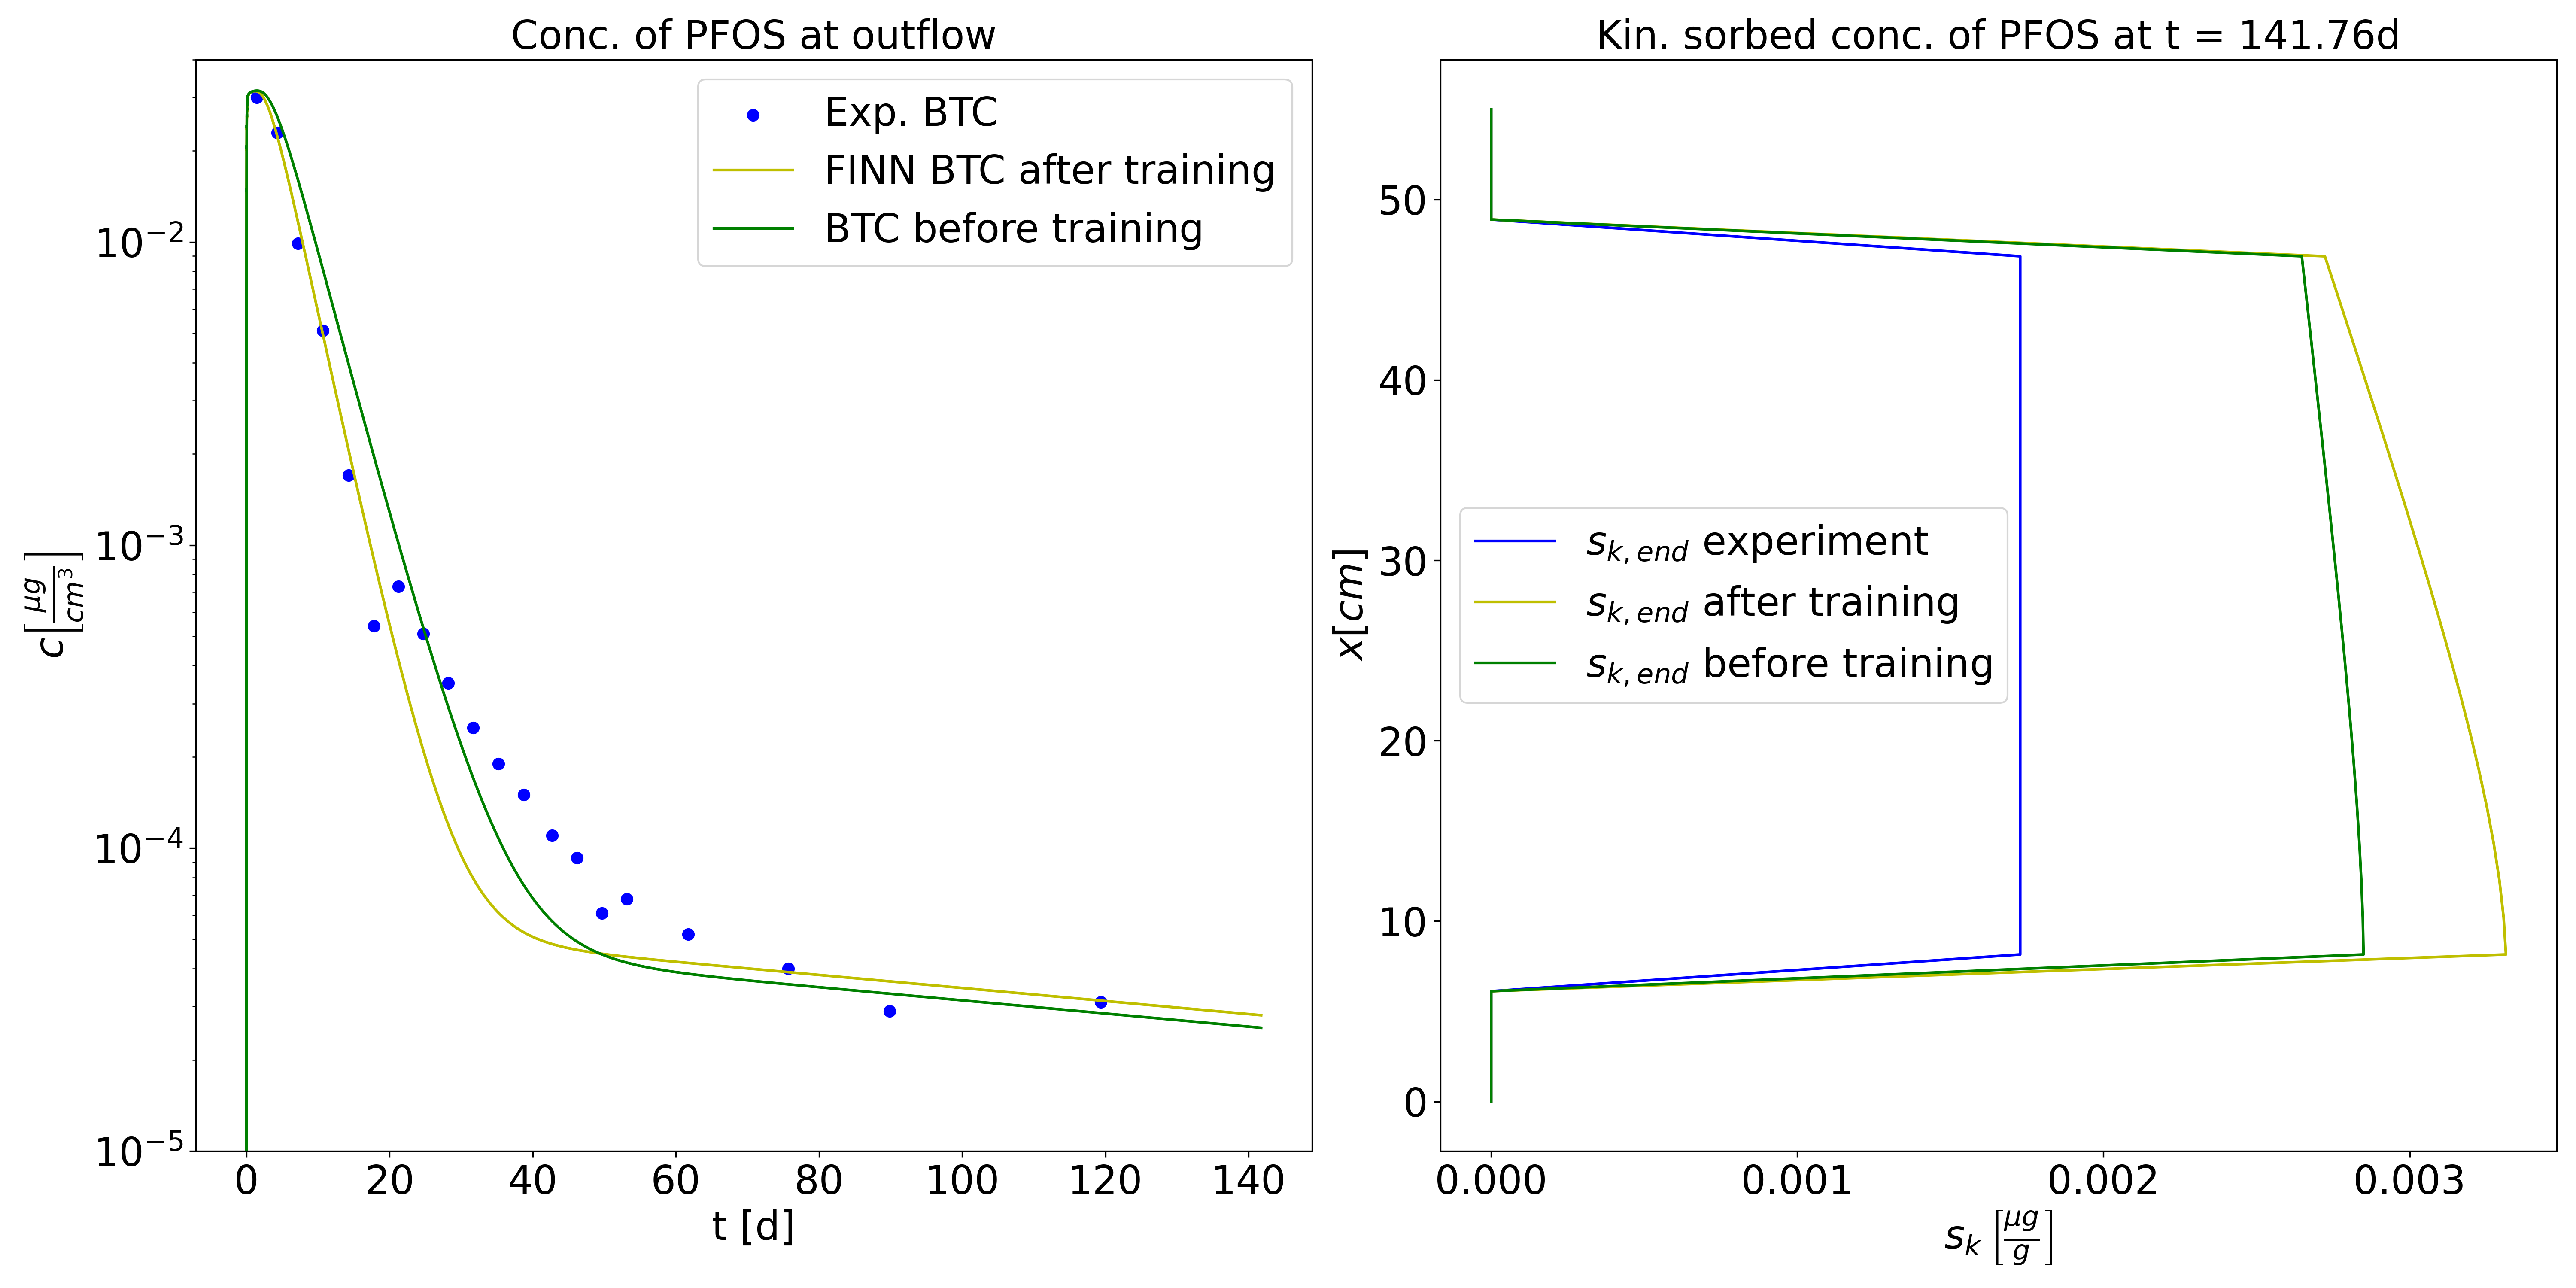 Conc. of PFOS at outflow
Exp. BTC
FINN BTC after training
BTC before training
10⁻²
10⁻³
10⁻⁴
10⁻⁵
c[μg/cm³]
0 20 40 60 80 100 120 140
t [d]
Kin. sorbed conc. of PFOS at t = 141.76d
50
40
30
20
10
0
x[cm]
s_{k, end} experiment
s_{k, end} after training
s_{k, end} before training
0.000 0.001 0.002 0.003
s_k [μg/g]